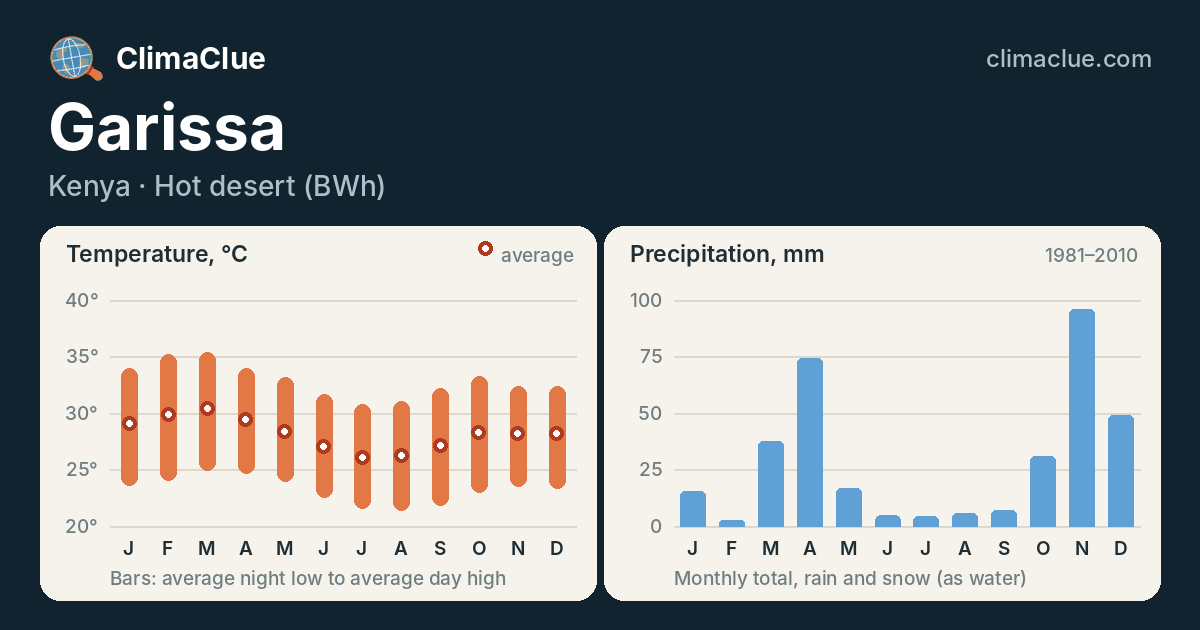 ClimaClue
climaclue.com
Garissa
Kenya · Hot desert (BWh)
Temperature, °C
average
40°
35°
30°
25°
20°
J F M A M J J A S O N D
Bars: average night low to average day high
Precipitation, mm
1981–2010
100
75
50
25
0
J F M A M J J A S O N D
Monthly total, rain and snow (as water)